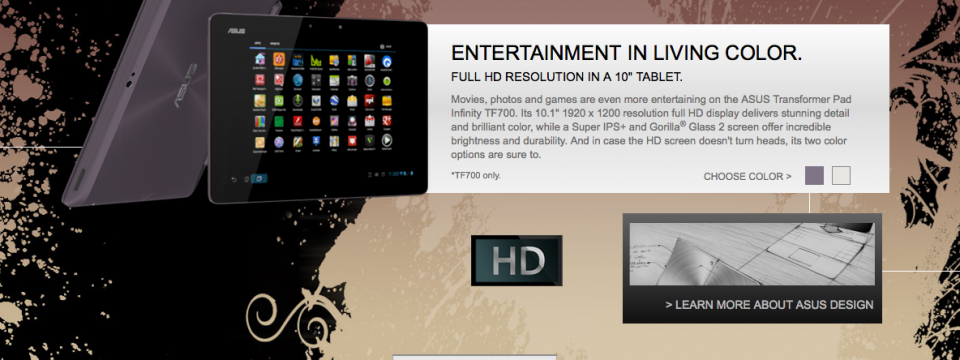 ASUS
ASUS
ENTERTAINMENT IN LIVING COLOR.
FULL HD RESOLUTION IN A 10" TABLET.
Movies, photos and games are even more entertaining on the ASUS Transformer Pad
Infinity TF700. Its 10.1" 1920 x 1200 resolution full HD display delivers stunning detail
and brilliant color, while a Super IPS+ and Gorilla® Glass 2 screen offer incredible
brightness and durability. And in case the HD screen doesn't turn heads, its two color
options are sure to.
*TF700 only.
CHOOSE COLOR >
HD
> LEARN MORE ABOUT ASUS DESIGN